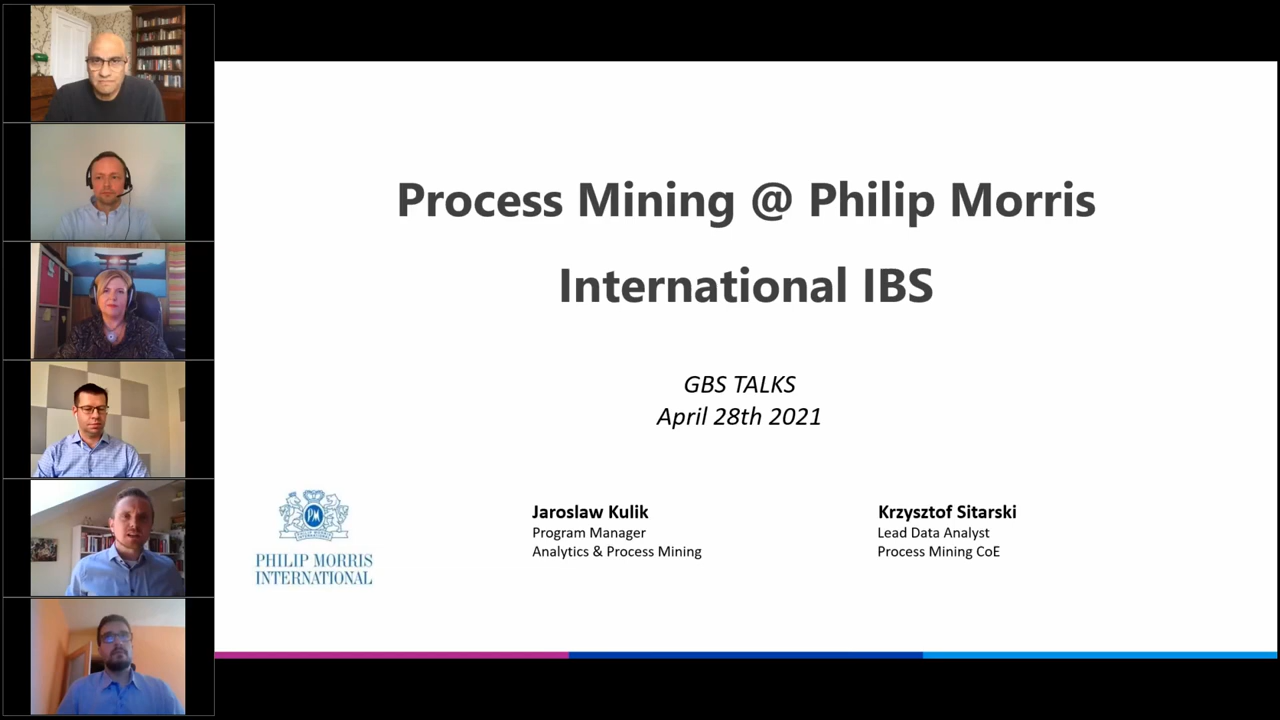 Process Mining @ Philip Morris
International IBS
GBS TALKS
April 28th 2021
PM
PHILIP MORRIS
INTERNATIONAL
Jaroslaw Kulik
Program Manager
Analytics & Process Mining
Krzysztof Sitarski
Lead Data Analyst
Process Mining CoE